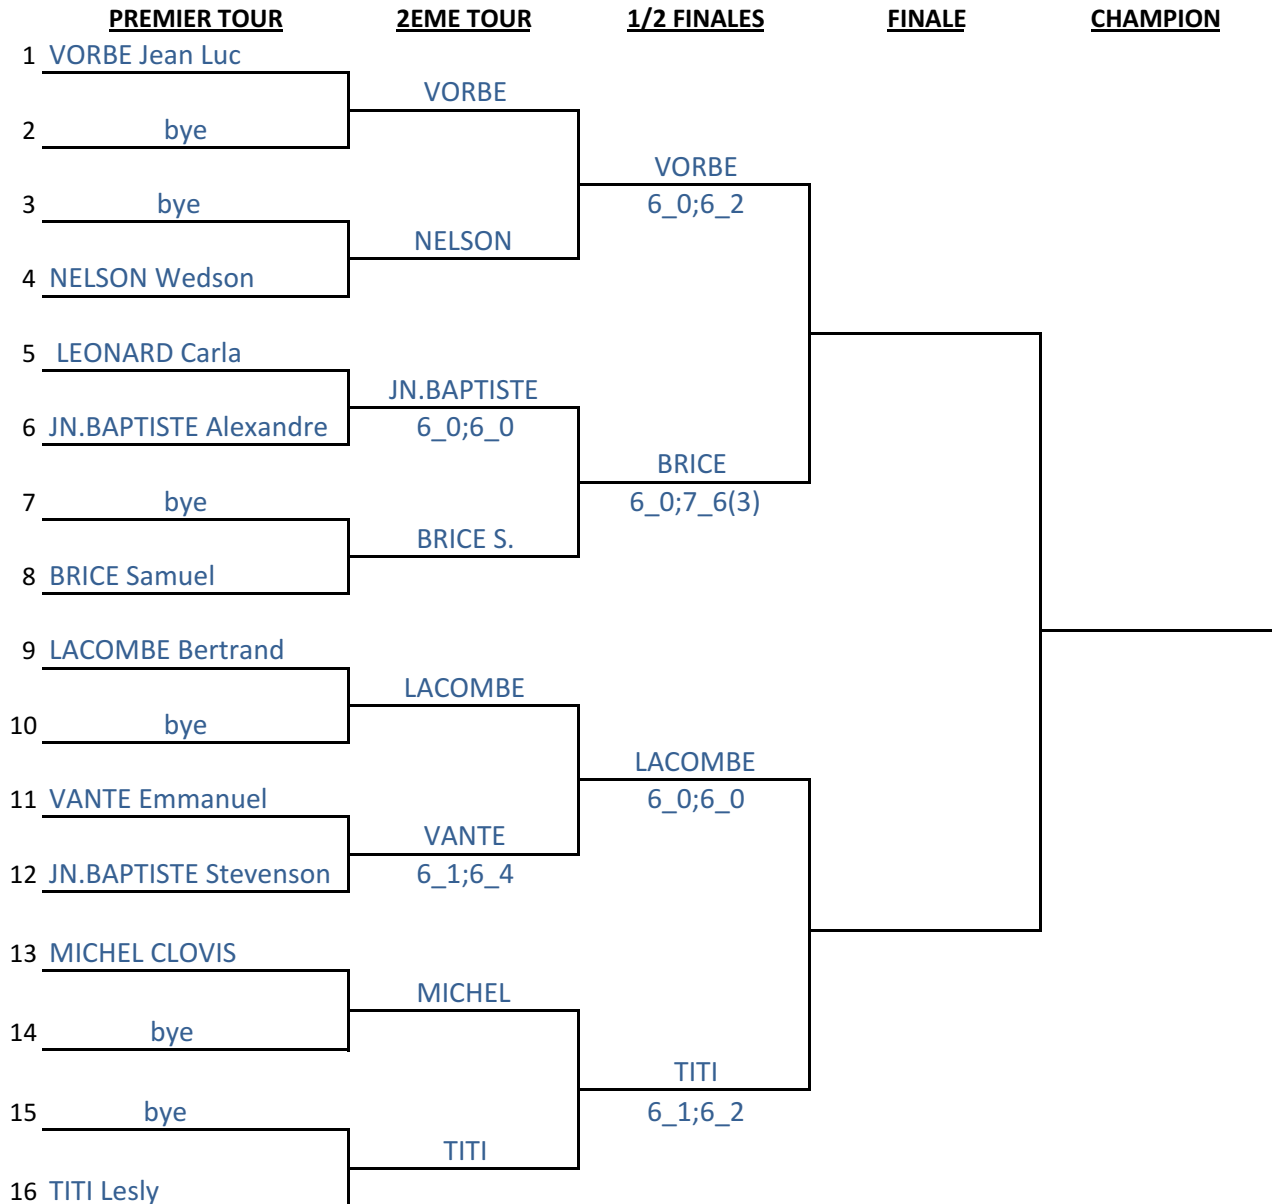 PREMIER TOUR 2EME TOUR 1/2 FINALES FINALE CHAMPION
1 VORBE Jean Luc
VORBE
2 bye
VORBE
3 bye
6_0;6_2
NELSON
4 NELSON Wedson
5 LEONARD Carla
JN.BAPTISTE
6 JN.BAPTISTE Alexandre 6_0;6_0
BRICE
7 bye 6_0;7_6(3)
BRICE S.
8 BRICE Samuel
9 LACOMBE Bertrand
LACOMBE
10 bye
LACOMBE
11 VANTE Emmanuel 6_0;6_0
VANTE
12 JN.BAPTISTE Stevenson 6_1;6_4
13 MICHEL CLOVIS
MICHEL
14 bye
TITI
15 bye 6_1;6_2
TITI
16 TITI Lesly